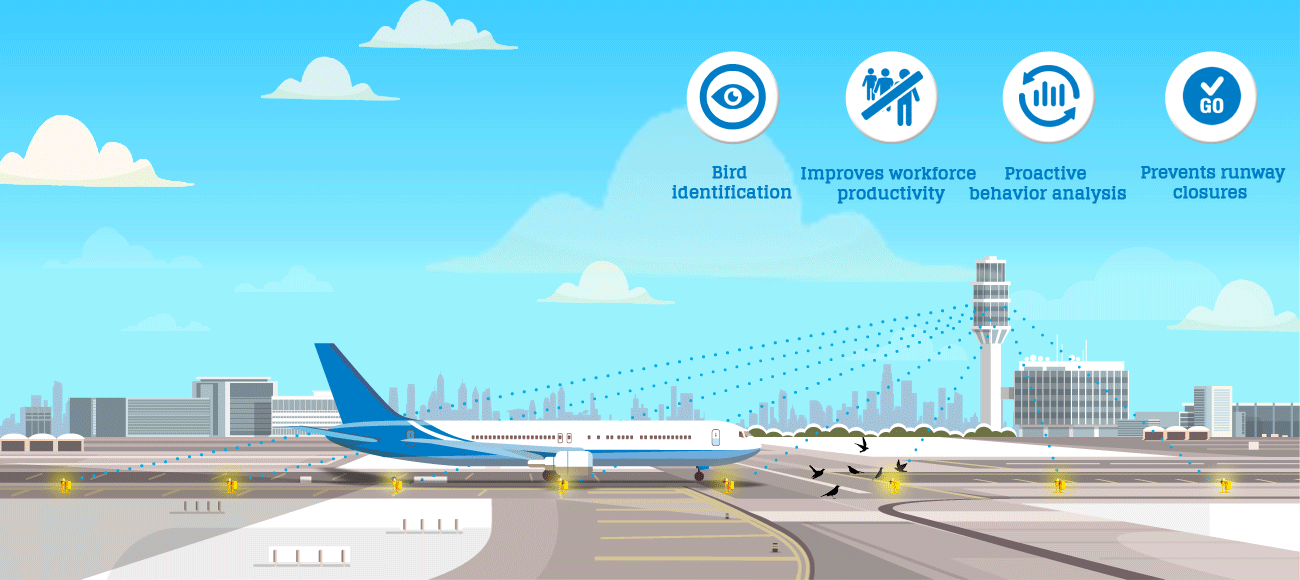 GO
Bird
identification
Improves workforce
productivity
Proactive
behavior analysis
Prevents runway
closures